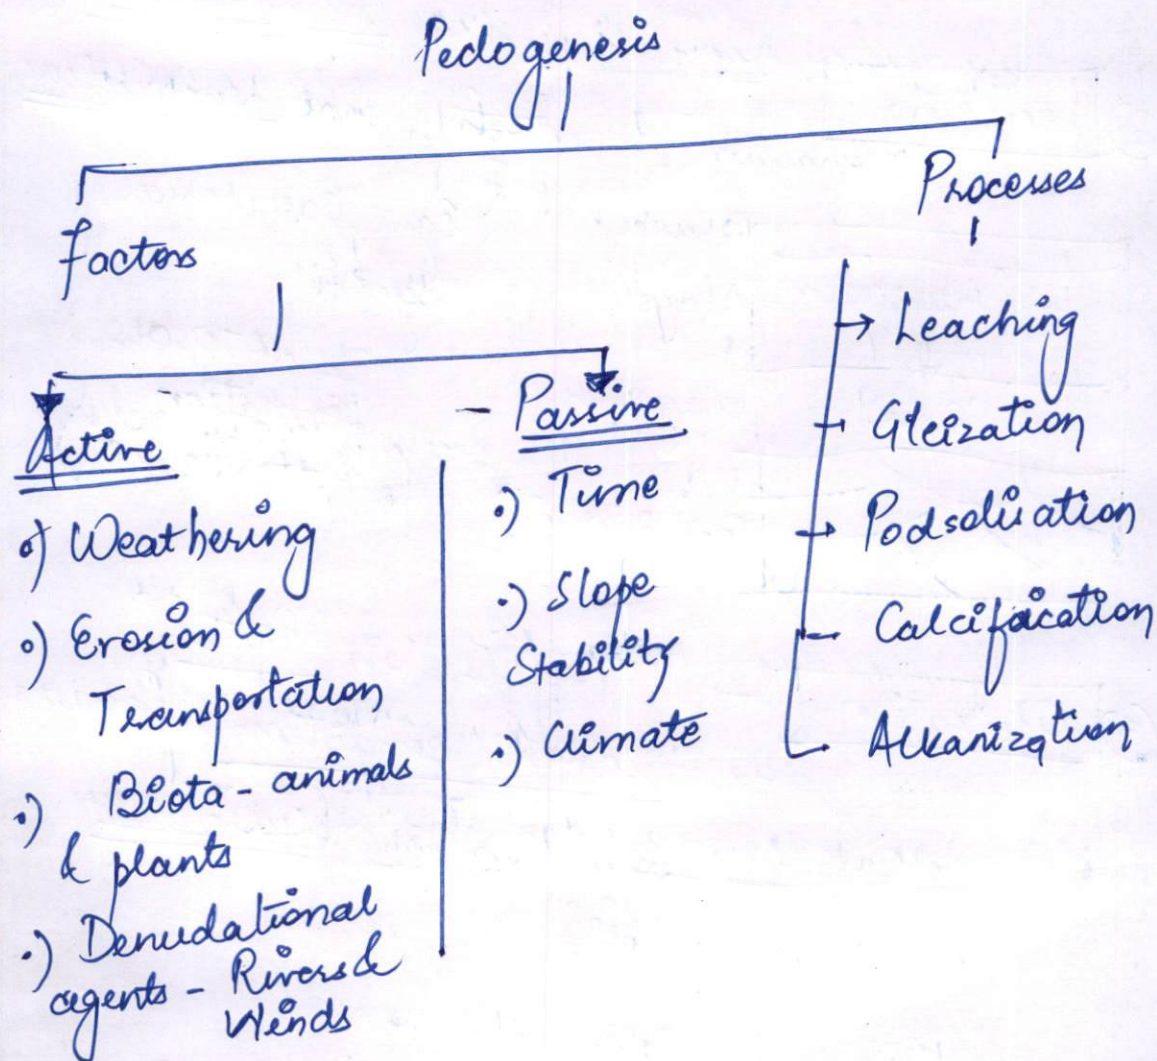 Pedogenesis
Factors
Processes
Active
•) Weathering
•) Erosion &
Transportation
•) Biota - animals
& plants
•) Denudational
agents - Rivers &
Winds
- Passive
•) Time
•) Slope
Stability
•) Climate
→ Leaching
- Gleization
→ Podsolisation
- Calcification
- Alkanization